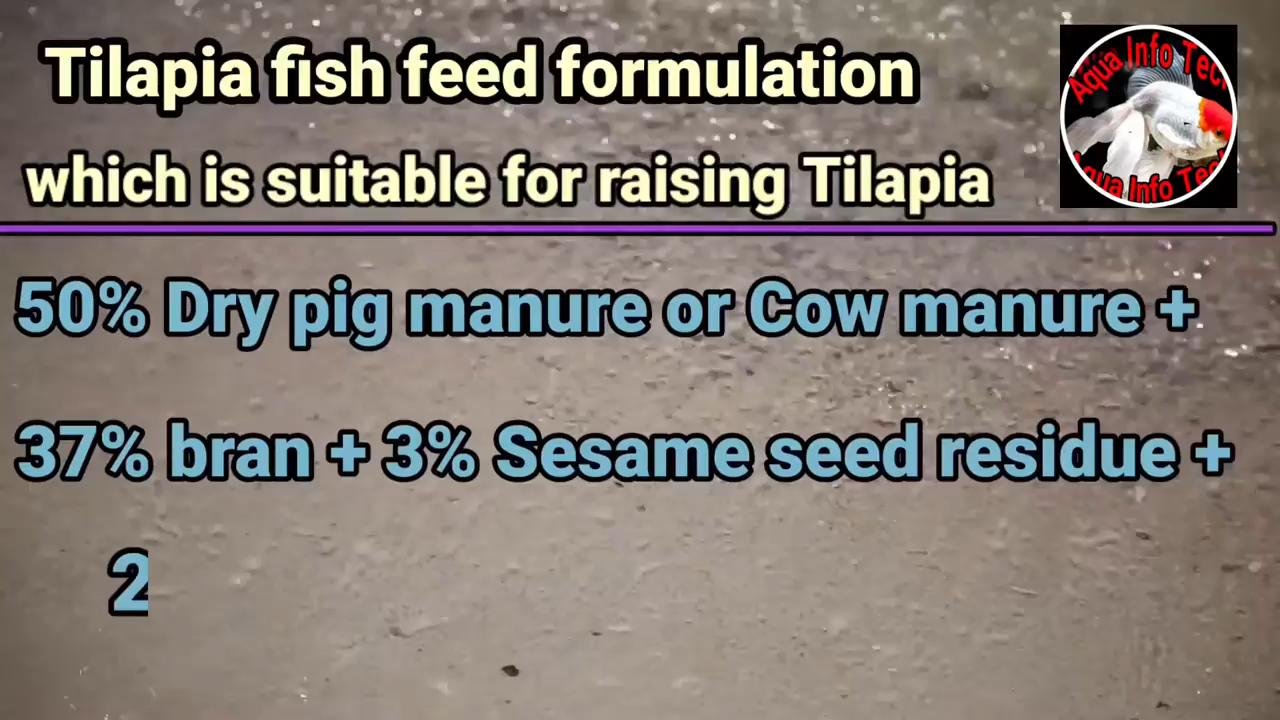 Tilapia fish feed formulation
which is suitable for raising Tilapia
Aqua Info Tech
Aqua Info Tech
50% Dry pig manure or Cow manure +
37% bran + 3% Sesame seed residue +
2